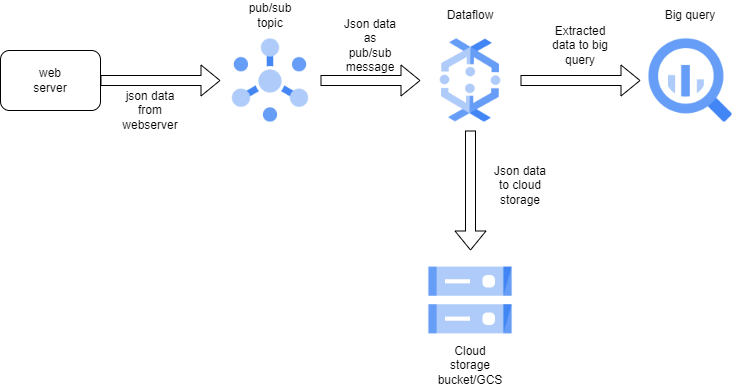 pub/sub
topic
Json data
as
pub/sub
message
Dataflow
Extracted
data to big
query
Big query
web
server
json data
from
webserver
Json data
to cloud
storage
Cloud
storage
bucket/GCS